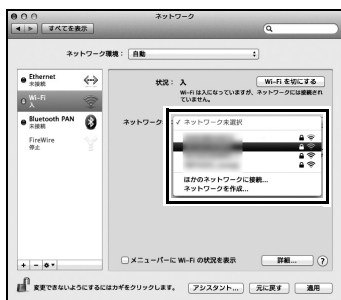 ネットワーク
すべてを表示
ネットワーク環境： 自動
Ethernet
未接続
Wi-Fi
入
Bluetooth PAN
未接続
FireWire
停止
状況： 入
Wi-Fi を切にする
Wi-Fi は入になっていますが、ネットワークには接続され
ていません。
ネットワーク
✓ ネットワーク未選択
ほかのネットワークに接続...
ネットワークを作成...
メニューバーに Wi-Fi の状況を表示
詳細...
?
変更できないようにするにはカギをクリックします。
アシスタント...
元に戻す
適用